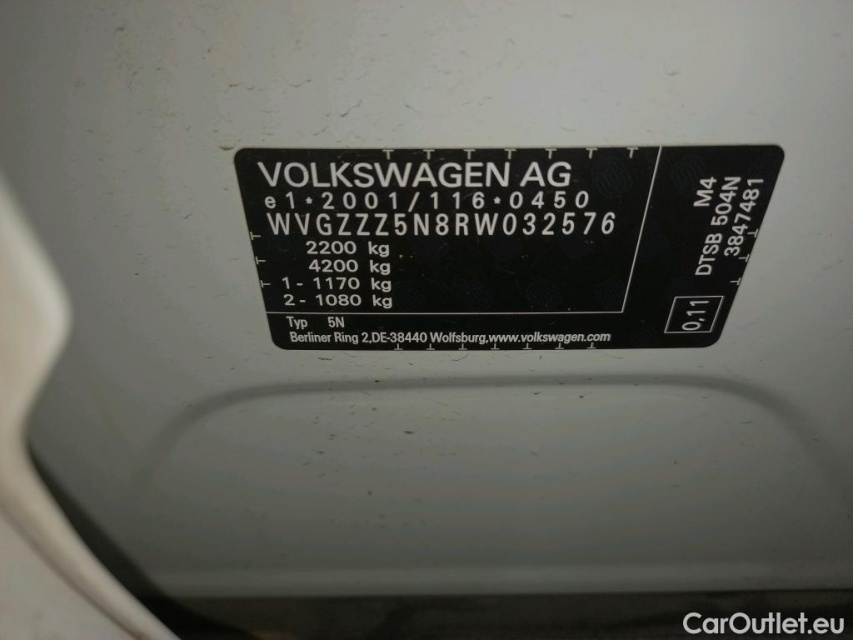 VOLKSWAGEN AG
e1*2001/116*0450
WVGZZZ5N8RW032576
2200 kg
4200 kg
1 - 1170 kg
2 - 1080 kg
Typ 5N
Berliner Ring 2,DE-38440 Wolfsburg,www.volkswagen.com
M4
DTSB 504N
3847481
0,11
CarOutlet.eu